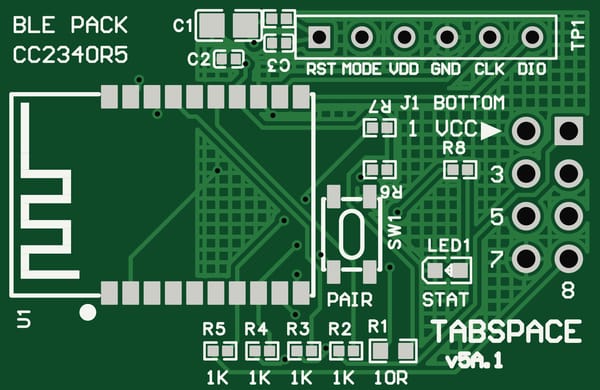 BLE PACK
CC2340R5
C1
C2
C3
TP1
RST MODE VDD GND CLK DIO
R7
J1 BOTTOM
1 VCC
R8
3
R6
5
SW1
LED1
7
STAT
8
PAIR
U1
TABSPACE
v5A.1
R5 R4 R3 R2 R1
1K 1K 1K 1K 10R